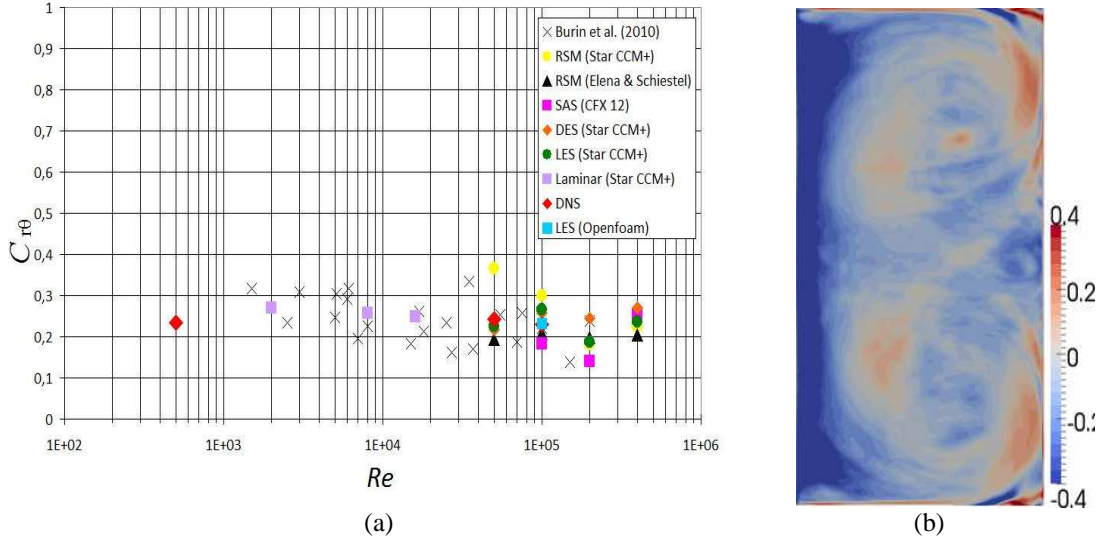 1
0,9
0,8
0,7
0,6
0,5
0,4
0,3
0,2
0,1
0
C rθ
1E+02 1E+03 1E+04 1E+05 1E+06
Re
Burin et al. (2010)
RSM (Star CCM+)
RSM (Elena & Schiestel)
SAS (CFX 12)
DES (Star CCM+)
LES (Star CCM+)
Laminar (Star CCM+)
DNS
LES (Openfoam)
0.4
0.2
0
-0.2
-0.4
(a) (b)